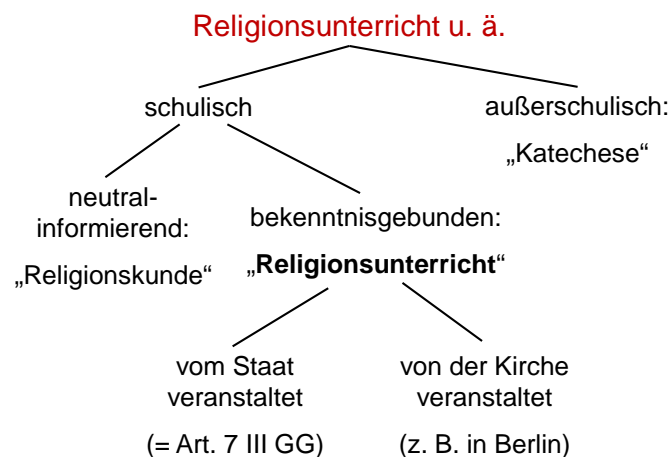 Religionsunterricht u. ä.
schulisch
außerschulisch:
„Katechese“
neutral-
informierend:
„Religionskunde“
bekenntnisgebunden:
„Religionsunterricht“
vom Staat
veranstaltet
(= Art. 7 III GG)
von der Kirche
veranstaltet
(z. B. in Berlin)